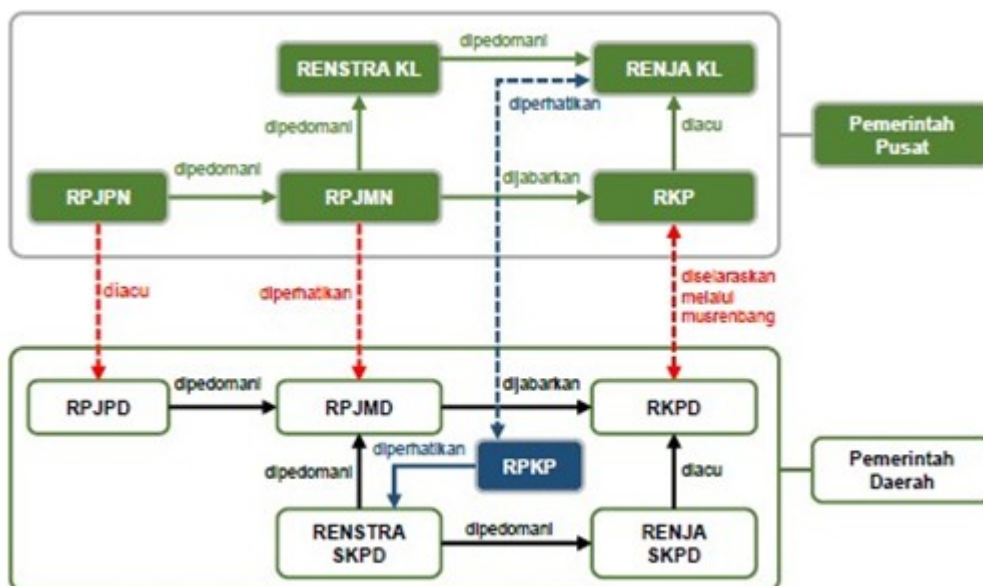 dipedomani
RENSTRA KL
RENJA KL
diperhatikan
dipedomani
diacu
Pemerintah
Pusat
dipedomani
dijabarkan
RPJPN
RPJMN
RKP
diacu
diperhatikan
diselaraskan
melalui
musrenbang
dipedomani
dijabarkan
RPJPD
RPJMD
RKPD
diperhatikan
RPKP
dipedomani
diacu
Pemerintah
Daerah
RENSTRA
SKPD
dipedomani
RENJA
SKPD